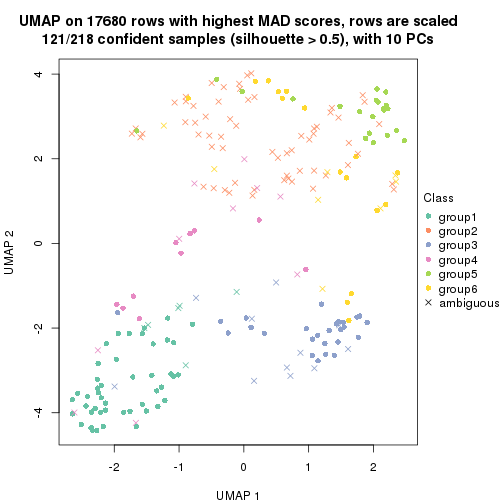 UMAP on 17680 rows with highest MAD scores, rows are scaled
121/218 confident samples (silhouette > 0.5), with 10 PCs
4
2
0
-2
-4
UMAP 2
-2
-1
0
1
2
UMAP 1
Class
group1
group2
group3
group4
group5
group6
ambiguous